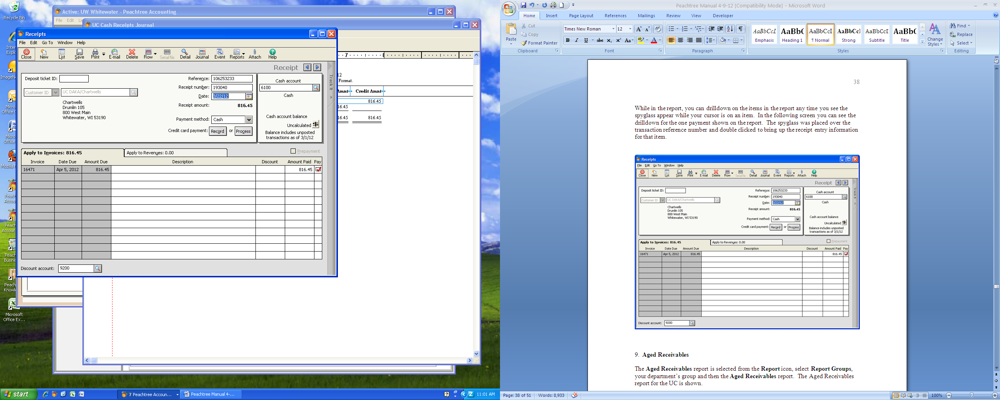 Recycle Bin
Active: UW Whitewater - Peachtree Accounting
File Edit
UC Cash Receipts Journal
Receipts
File Edit Go To Window Help
Close New List Save Print E-mail Delete Row Serial No Detail Journal Event Reports Attach Help
Receipt
Track It
Deposit ticket ID:
Customer ID
UC DAKA/Chartwells
Chartwells
Drumlin 105
800 West Main
Whitewater, WI 53190
Reference: 106253233
Receipt number: 193040
Date: 3/22/12
Receipt amount: 816.45
Payment method: Cash
Credit card payment: Record or Process
Cash account
6100
Cash
Cash account balance
Uncalculated
Balance includes unposted
transactions as of 3/1/12
Apply to Invoices: 816.45
Apply to Revenues: 0.00
Prepayment
Invoice Date Due Amount Due Description Discount Amount Paid Pay
16471 Apr 5, 2012 816.45 816.45
Discount account: 9200
7 8
12
Format.
Amnt Credit Amnt
816.45
16.45
16.45 816.45
Microsoft
Office Ex...
start
7 Peachtree Accoun...
Peachtree Manual 4-...
11:01 AM
Peachtree Manual 4-9-12 [Compatibility Mode] - Microsoft Word
Home Insert Page Layout References Mailings Review View Developer
Paste
Cut
Copy
Format Painter
Clipboard
Times New Roman 12
Font
Paragraph
AaBbCcI AaBbC AaBbCcI AaBbCcI AaBbCcI AaBbC
Emphasis Heading 1 ¶ Normal Strong Subtitle Title
Change
Styles
Styles
Find
Replace
Select
Editing
38
While in the report, you can drilldown on the items in the report any time you see the
spyglass appear while your cursor is on an item. In the following screen you can see the
drilldown for the one payment shown on the report. The spyglass was placed over the
transaction reference number and double clicked to bring up the receipt entry information
for that item.
Receipts
File Edit Go To Window Help
Close New List Save Print E-mail Delete Row Serial No Detail Journal Event Reports Attach Help
Receipt
Track It
Deposit ticket ID:
Customer ID
UC DAKA/Chartwells
Chartwells
Drumlin 105
800 West Main
Whitewater, WI 53190
Reference: 106253233
Receipt number: 193040
Date: 3/22/12
Receipt amount: 816.45
Payment method: Cash
Credit card payment: Record or Process
Cash account
6100
Cash
Cash account balance
Uncalculated
Balance includes unposted
transactions as of 3/1/12
Apply to Invoices: 816.45
Apply to Revenues: 0.00
Prepayment
Invoice Date Due Amount Due Description Discount Amount Paid Pay
16471 Apr 5, 2012 816.45 816.45
Discount account: 9200
9. Aged Receivables
The Aged Receivables report is selected from the Report icon, select Report Groups,
your department's group and then the Aged Receivables report. The Aged Receivables
report for the UC is shown.
Page: 38 of 51 Words: 8,933
100%